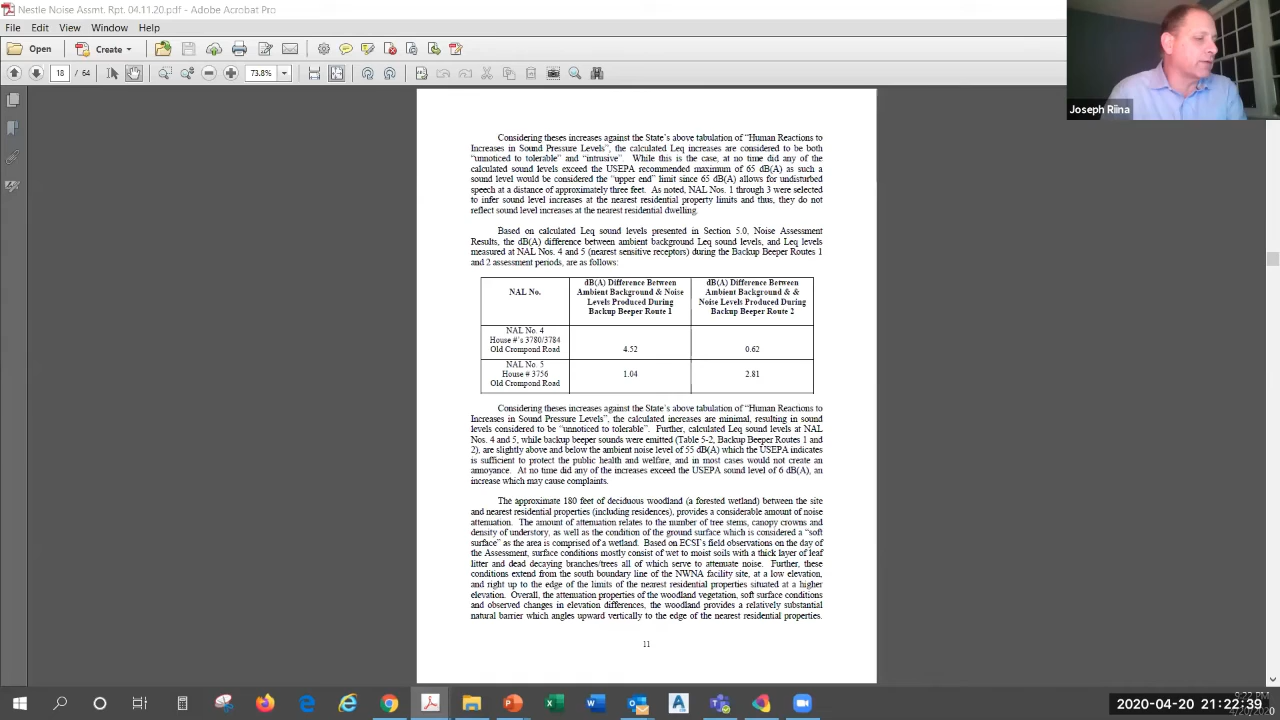 Nestle Noise Assmt. Rpt. 04.11.20.pdf - Adobe Acrobat Pro
File Edit View Window Help
Open Create
18 / 64 73.8%
Joseph Riina
Considering theses increases against the State's above tabulation of "Human Reactions to
Increases in Sound Pressure Levels", the calculated Leq increases are considered to be both
"unnoticed to tolerable" and "intrusive". While this is the case, at no time did any of the
calculated sound levels exceed the USEPA recommended maximum of 65 dB(A) as such a
sound level would be considered the "upper end" limit since 65 dB(A) allows for undisturbed
speech at a distance of approximately three feet. As noted, NAL Nos. 1 through 3 were selected
to infer sound level increases at the nearest residential property limits and thus, they do not
reflect sound level increases at the nearest residential dwelling.
Based on calculated Leq sound levels presented in Section 5.0, Noise Assessment
Results, the dB(A) difference between ambient background Leq sound levels, and Leq levels
measured at NAL Nos. 4 and 5 (nearest sensitive receptors) during the Backup Beeper Routes 1
and 2 assessment periods, are as follows:
NAL No.
dB(A) Difference Between
Ambient Background & Noise
Levels Produced During
Backup Beeper Route 1
dB(A) Difference Between
Ambient Background & &
Noise Levels Produced During
Backup Beeper Route 2
NAL No. 4
House #'s 3780/3784
Old Crompond Road
4.52
0.62
NAL No. 5
House # 3756
Old Crompond Road
1.04
2.81
Considering theses increases against the State's above tabulation of "Human Reactions to
Increases in Sound Pressure Levels", the calculated increases are minimal, resulting in sound
levels considered to be "unnoticed to tolerable". Further, calculated Leq sound levels at NAL
Nos. 4 and 5, while backup beeper sounds were emitted (Table 5-2, Backup Beeper Routes 1 and
2), are slightly above and below the ambient noise level of 55 dB(A) which the USEPA indicates
is sufficient to protect the public health and welfare, and in most cases would not create an
annoyance. At no time did any of the increases exceed the USEPA sound level of 6 dB(A), an
increase which may cause complaints.
The approximate 180 feet of deciduous woodland (a forested wetland) between the site
and nearest residential properties (including residences), provides a considerable amount of noise
attenuation. The amount of attenuation relates to the number of tree stems, canopy crowns and
density of understory, as well as the condition of the ground surface which is considered a "soft
surface" as the area is comprised of a wetland. Based on ECSI's field observations on the day of
the Assessment, surface conditions mostly consist of wet to moist soils with a thick layer of leaf
litter and dead decaying branches/trees all of which serve to attenuate noise. Further, these
conditions extend from the south boundary line of the NWNA facility site, at a low elevation,
and right up to the edge of the limits of the nearest residential properties situated at a higher
elevation. Overall, the attenuation properties of the woodland vegetation, soft surface conditions
and observed changes in elevation differences, the woodland provides a relatively substantial
natural barrier which angles upward vertically to the edge of the nearest residential properties.
11
2020-04-20 21:22:39